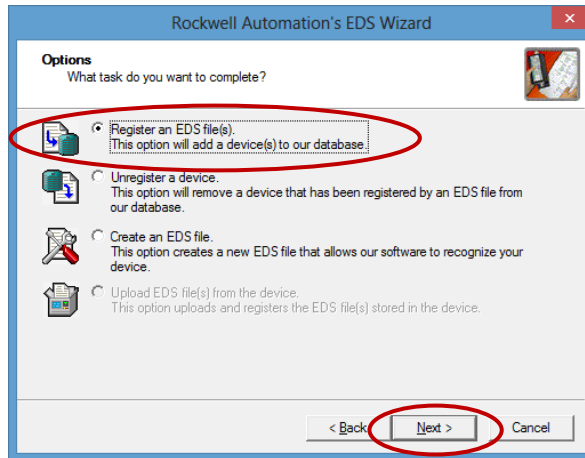 Rockwell Automation's EDS Wizard
Options
What task do you want to complete?
Register an EDS file(s).
This option will add a device(s) to our database.
Unregister a device.
This option will remove a device that has been registered by an EDS file from
our database.
Create an EDS file.
This option creates a new EDS file that allows our software to recognize your
device.
Upload EDS file(s) from the device.
This option uploads and registers the EDS file(s) stored in the device.
< Back
Next >
Cancel